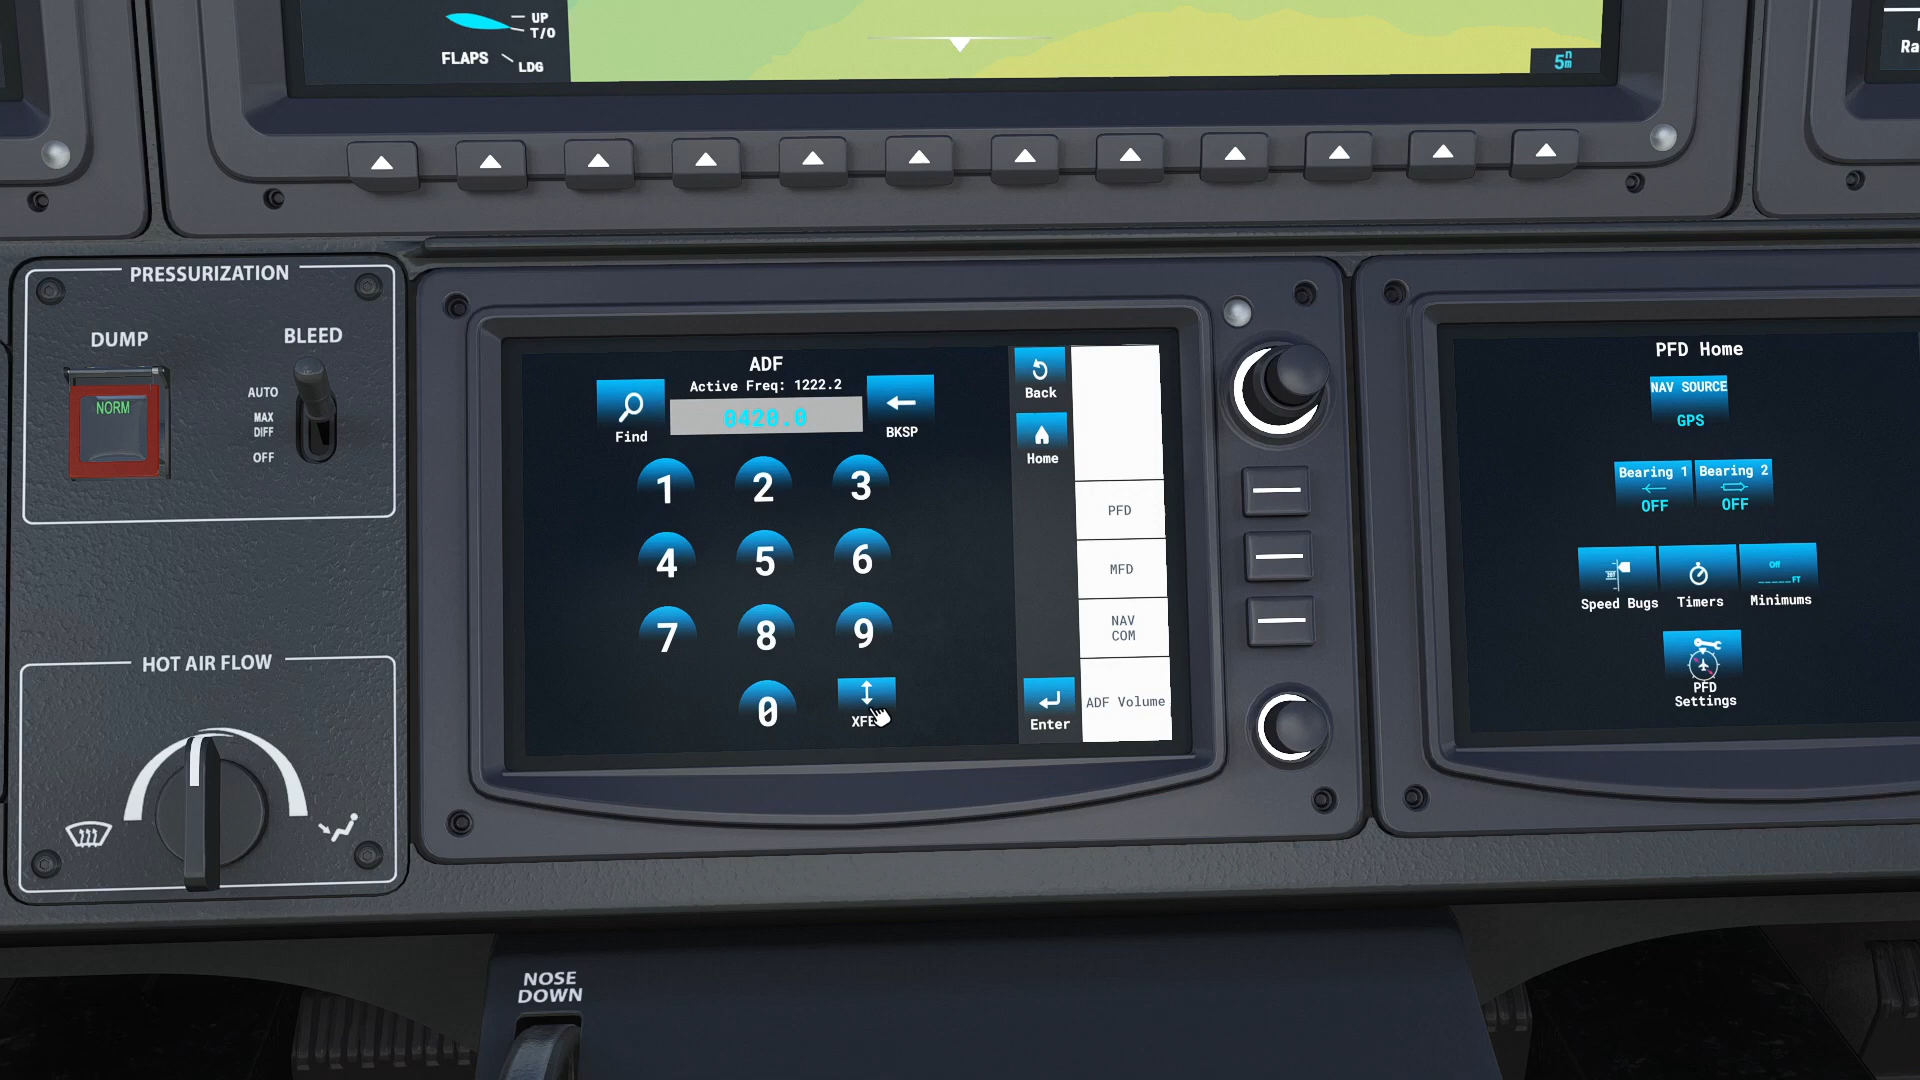 UP
T/O
FLAPS
LDG
5nm
Ra
PRESSURIZATION
DUMP
BLEED
NORM
AUTO
MAX
DIFF
OFF
HOT AIR FLOW
ADF
Active Freq: 1222.2
0420.0
Find
BKSP
1
2
3
4
5
6
7
8
9
0
Back
Home
Enter
PFD
MFD
NAV
COM
ADF Volume
PFD Home
NAV SOURCE
GPS
Bearing 1
OFF
Bearing 2
OFF
Speed Bugs
Timers
Off
_____FT
Minimums
PFD
Settings
NOSE
DOWN